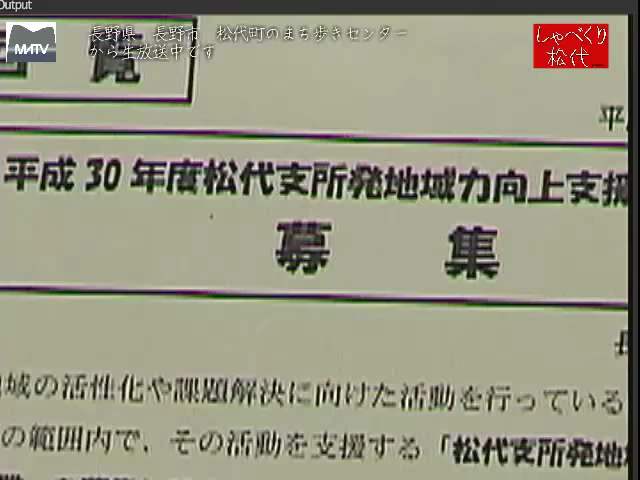 Output
MATV
長野県 長野市 松代町のまち歩きセンター
から生放送中です
しゃべくり
松代
覧
平
平成 30 年度松代支所発地域力向上支援
募 集
域の活性化や課題解決に向けた活動を行っている
の範囲内で、その活動を支援する「松代支所発地